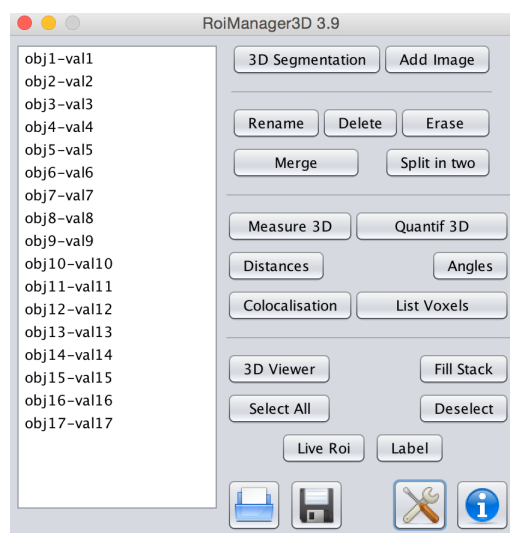 RoiManager3D 3.9
obj1-val1
obj2-val2
obj3-val3
obj4-val4
obj5-val5
obj6-val6
obj7-val7
obj8-val8
obj9-val9
obj10-val10
obj11-val11
obj12-val12
obj13-val13
obj14-val14
obj15-val15
obj16-val16
obj17-val17
3D Segmentation Add Image
Rename Delete Erase
Merge Split in two
Measure 3D Quantif 3D
Distances Angles
Colocalisation List Voxels
3D Viewer Fill Stack
Select All Deselect
Live Roi Label